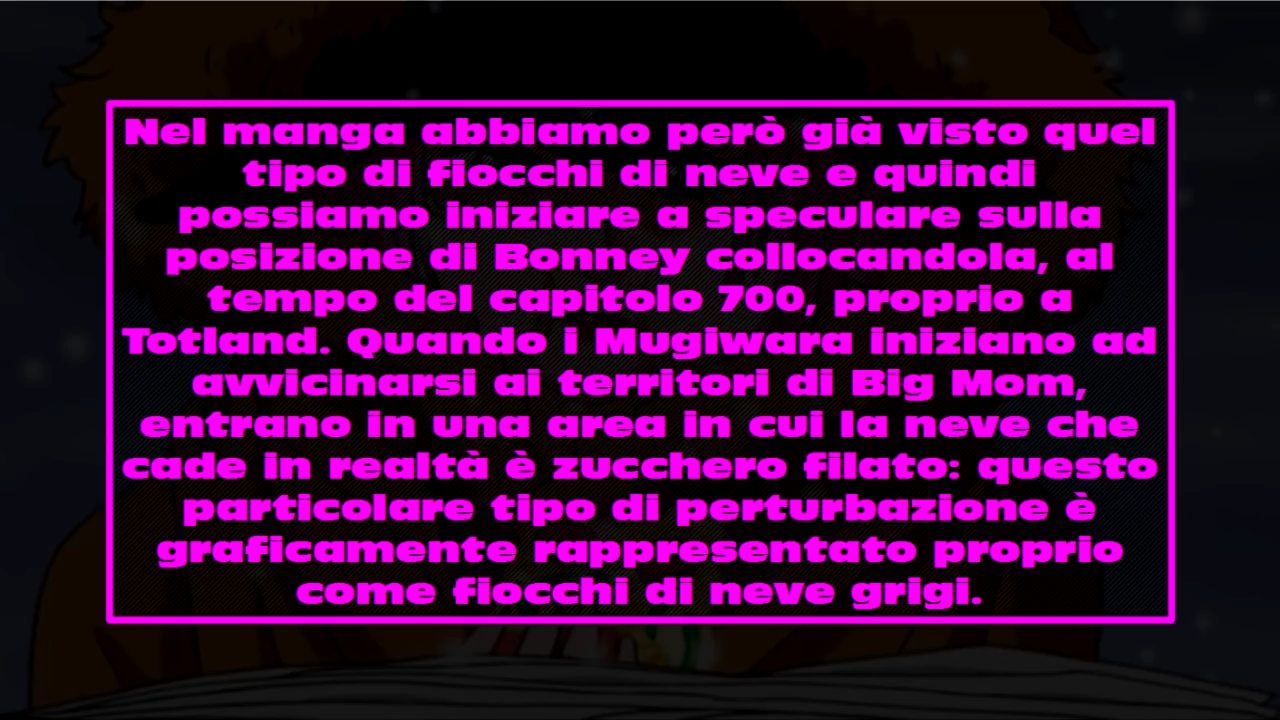 Nel manga abbiamo però già visto quel
tipo di fiocchi di neve e quindi
possiamo iniziare a speculare sulla
posizione di Bonney collocandola, al
tempo del capitolo 700, proprio a
Totland. Quando i Mugiwara iniziano ad
avvicinarsi ai territori di Big Mom,
entrano in una area in cui la neve che
cade in realtà è zucchero filato: questo
particolare tipo di perturbazione è
graficamente rappresentato proprio
come fiocchi di neve grigi.